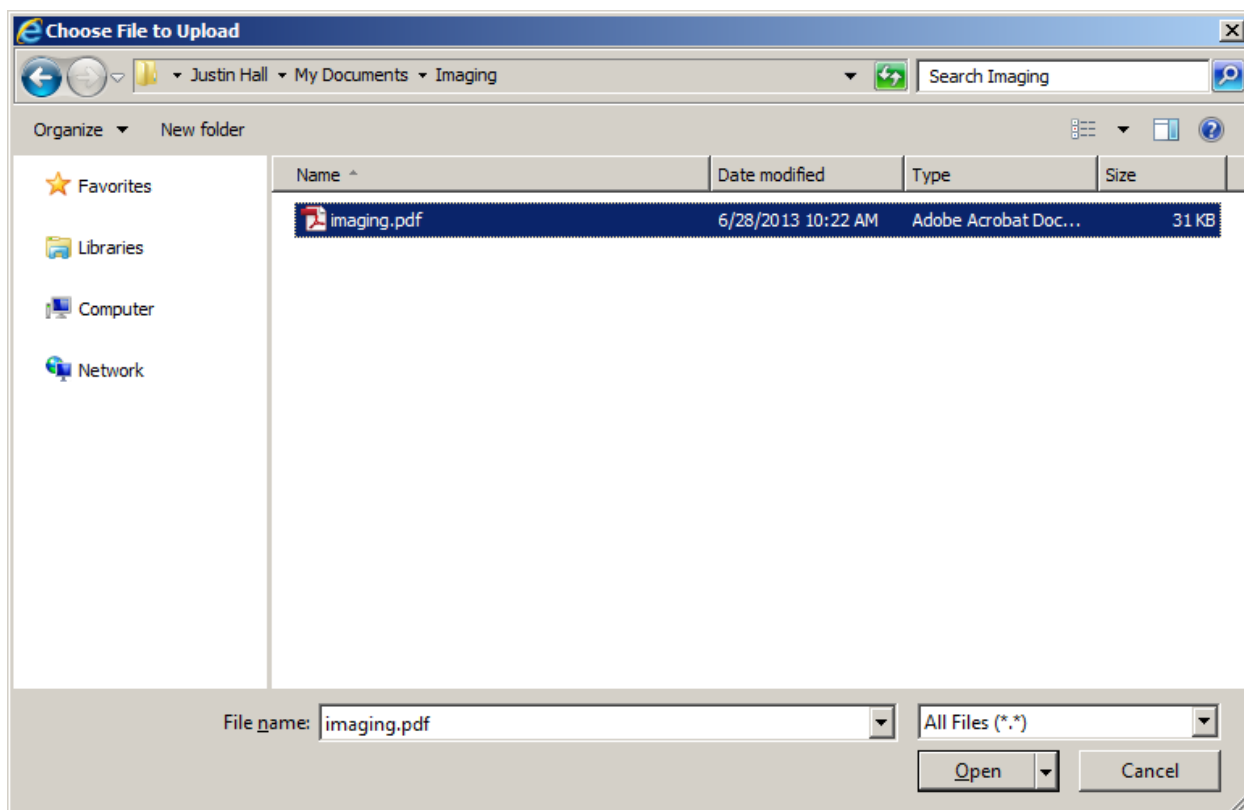 Choose File to Upload
Justin Hall My Documents Imaging Search Imaging
Organize New folder
Name Date modified Type Size
Favorites
imaging.pdf 6/28/2013 10:22 AM Adobe Acrobat Doc... 31 KB
Libraries
Computer
Network
File name: imaging.pdf All Files (*.*)
Open Cancel